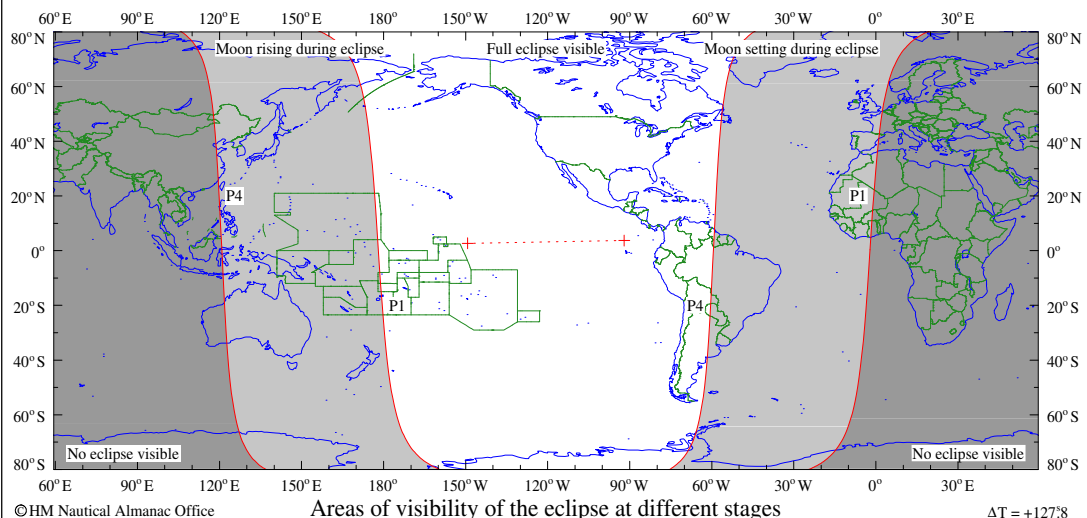 80° N 80° N
Moon rising during eclipse Full eclipse visible Moon setting during eclipse
60° N 60° N
40° N 40° N
20° N P4 P1 20° N
0° 0°
20° S P1 P4 20° S
40° S 40° S
60° S 60° S
No eclipse visible No eclipse visible
80° S 80° S
60° E 90° E 120° E 150° E 180° 150° W 120° W 90° W 60° W 30° W 0° 30° E
60° E 90° E 120° E 150° E 180° 150° W 120° W 90° W 60° W 30° W 0° 30° E
© HM Nautical Almanac Office Areas of visibility of the eclipse at different stages ΔT = +127ˢ.8